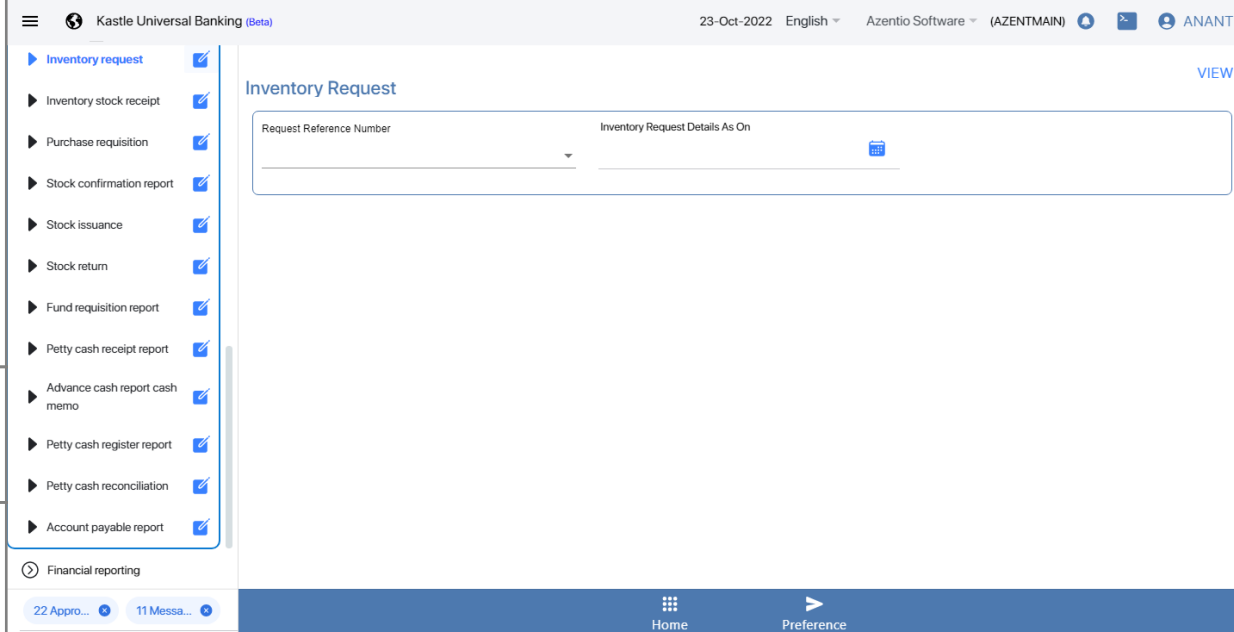 Kastle Universal Banking (Beta)
23-Oct-2022 English Azentio Software (AZENTMAIN) ANANT
Inventory request
Inventory stock receipt
Purchase requisition
Stock confirmation report
Stock issuance
Stock return
Fund requisition report
Petty cash receipt report
Advance cash report cash
memo
Petty cash register report
Petty cash reconciliation
Account payable report
Financial reporting
22 Appro...
11 Messa...
VIEW
Inventory Request
Request Reference Number
Inventory Request Details As On
Home
Preference